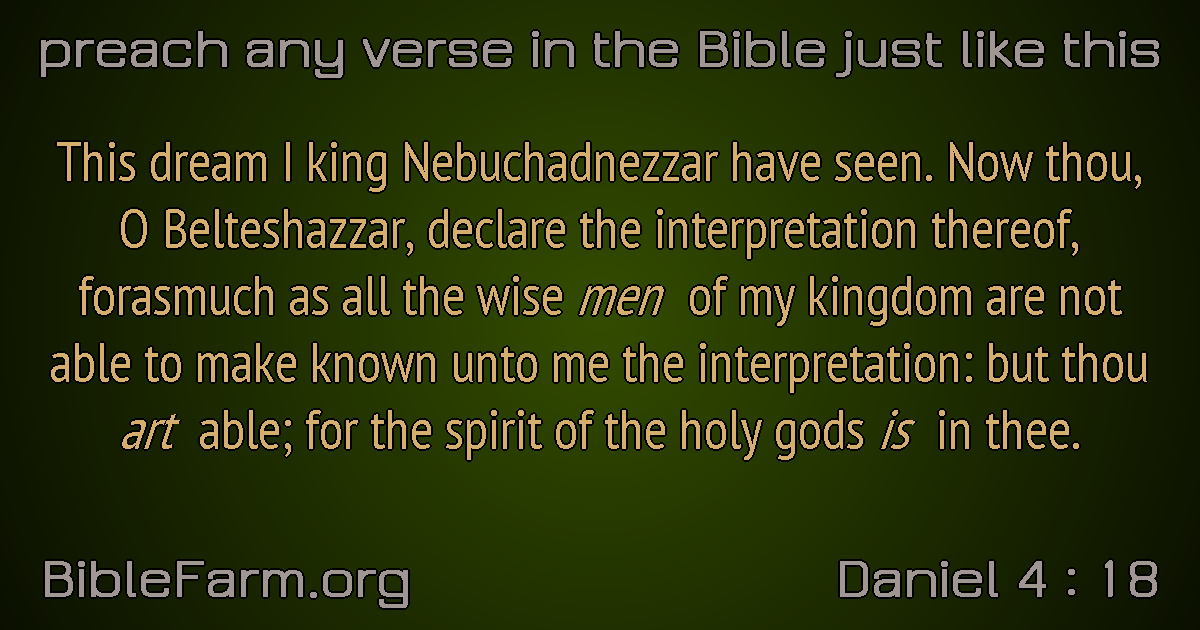 preach any verse in the Bible just like this
This dream I king Nebuchadnezzar have seen. Now thou,
O Belteshazzar, declare the interpretation thereof,
forasmuch as all the wise men of my kingdom are not
able to make known unto me the interpretation: but thou
art able; for the spirit of the holy gods is in thee.
BibleFarm.org
Daniel 4 : 18